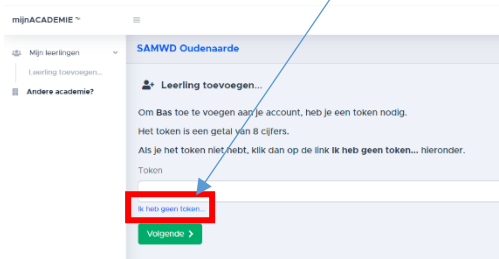 mijnACADEMIE ™
Mijn leerlingen
Leerling toevoegen...
Andere academie?
SAMWD Oudenaarde
Leerling toevoegen...
Om Bas toe te voegen aan je account, heb je een token nodig.
Het token is een getal van 8 cijfers.
Als je het token niet hebt, klik dan op de link Ik heb geen token... hieronder.
Token
Ik heb geen token...
Volgende